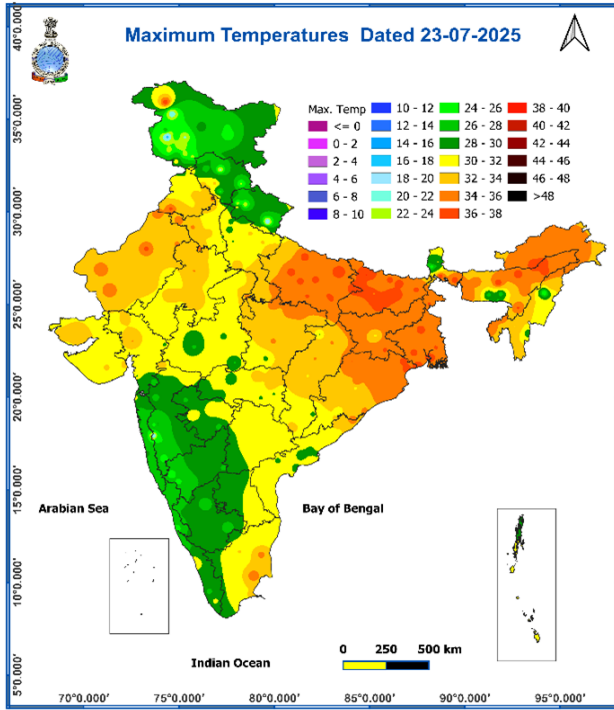 Maximum Temperatures Dated 23-07-2025
Max. Temp
<= 0
0 - 2
2 - 4
4 - 6
6 - 8
8 - 10
10 - 12
12 - 14
14 - 16
16 - 18
18 - 20
20 - 22
22 - 24
24 - 26
26 - 28
28 - 30
30 - 32
32 - 34
34 - 36
36 - 38
38 - 40
40 - 42
42 - 44
44 - 46
46 - 48
>48
40°0.000'
35°0.000'
30°0.000'
25°0.000'
20°0.000'
15°0.000'
10°0.000'
5°0.000'
Arabian Sea
Bay of Bengal
Indian Ocean
0 250 500 km
70°0.000' 75°0.000' 80°0.000' 85°0.000' 90°0.000' 95°0.000'